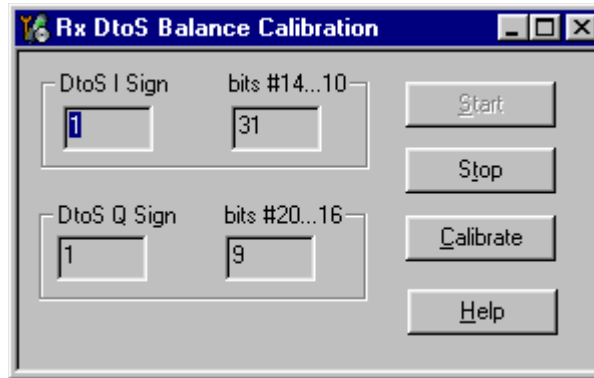 Rx DtoS Balance Calibration
DtoS I Sign bits #14...10
1 31
Start
Stop
DtoS Q Sign bits #20...16
1 9
Calibrate
Help